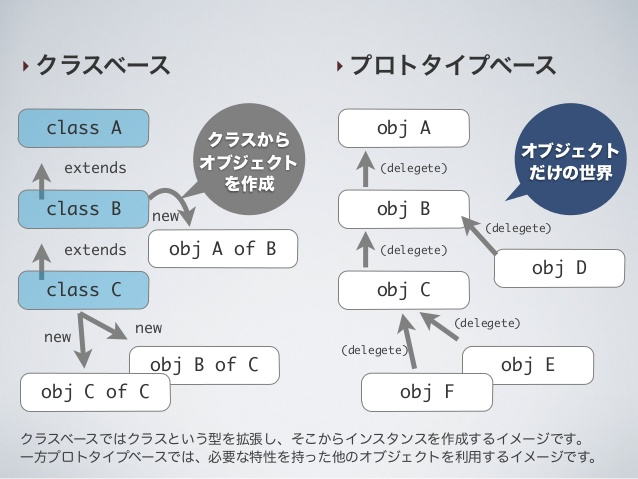 クラスベース
class A
extends
class B
extends
class C
new
new
new
obj A of B
obj B of C
obj C of C
クラスから
オブジェクト
を作成
プロトタイプベース
obj A
(delegete)
obj B
(delegete)
(delegete)
obj D
obj C
(delegete)
(delegete)
obj E
obj F
オブジェクト
だけの世界
クラスベースではクラスという型を拡張し、そこからインスタンスを作成するイメージです。
一方プロトタイプベースでは、必要な特性を持った他のオブジェクトを利用するイメージです。